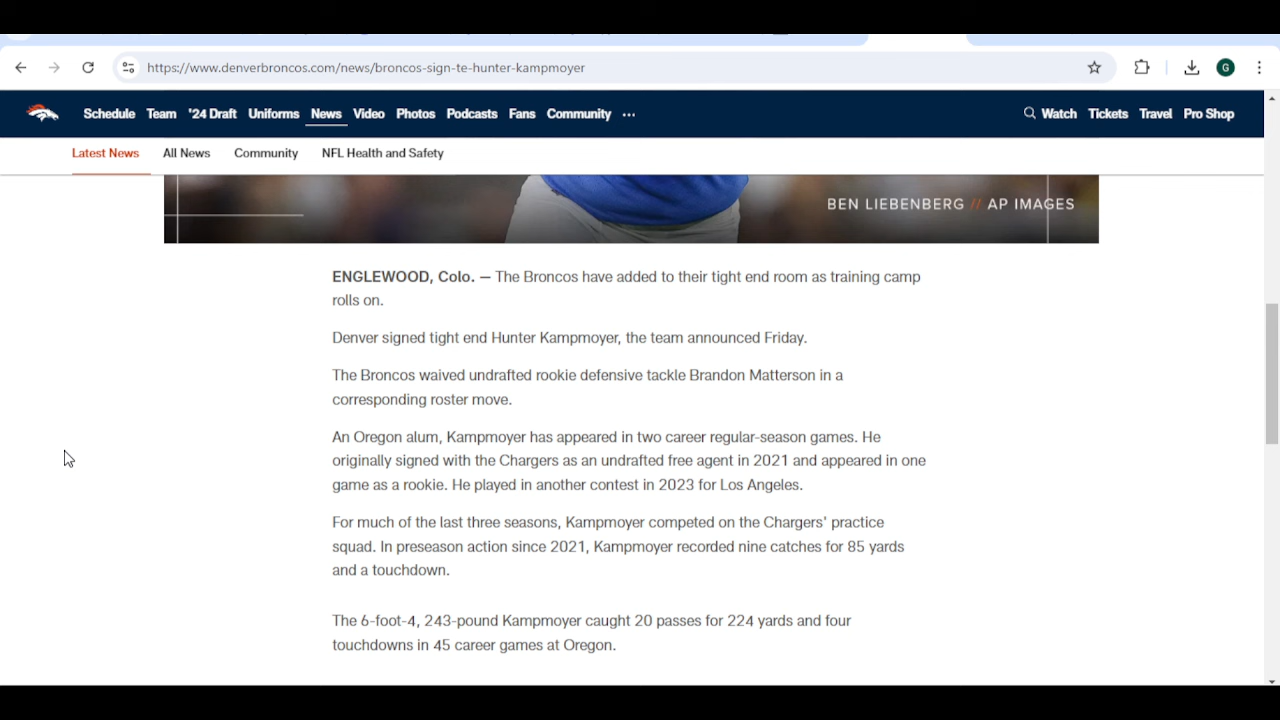 https://www.denverbroncos.com/news/broncos-sign-te-hunter-kampmoyer
G
Schedule Team '24 Draft Uniforms News Video Photos Podcasts Fans Community ... Watch Tickets Travel Pro Shop
Latest News All News Community NFL Health and Safety
BEN LIEBENBERG // AP IMAGES
ENGLEWOOD, Colo. — The Broncos have added to their tight end room as training camp
rolls on.
Denver signed tight end Hunter Kampmoyer, the team announced Friday.
The Broncos waived undrafted rookie defensive tackle Brandon Matterson in a
corresponding roster move.
An Oregon alum, Kampmoyer has appeared in two career regular-season games. He
originally signed with the Chargers as an undrafted free agent in 2021 and appeared in one
game as a rookie. He played in another contest in 2023 for Los Angeles.
For much of the last three seasons, Kampmoyer competed on the Chargers' practice
squad. In preseason action since 2021, Kampmoyer recorded nine catches for 85 yards
and a touchdown.
The 6-foot-4, 243-pound Kampmoyer caught 20 passes for 224 yards and four
touchdowns in 45 career games at Oregon.